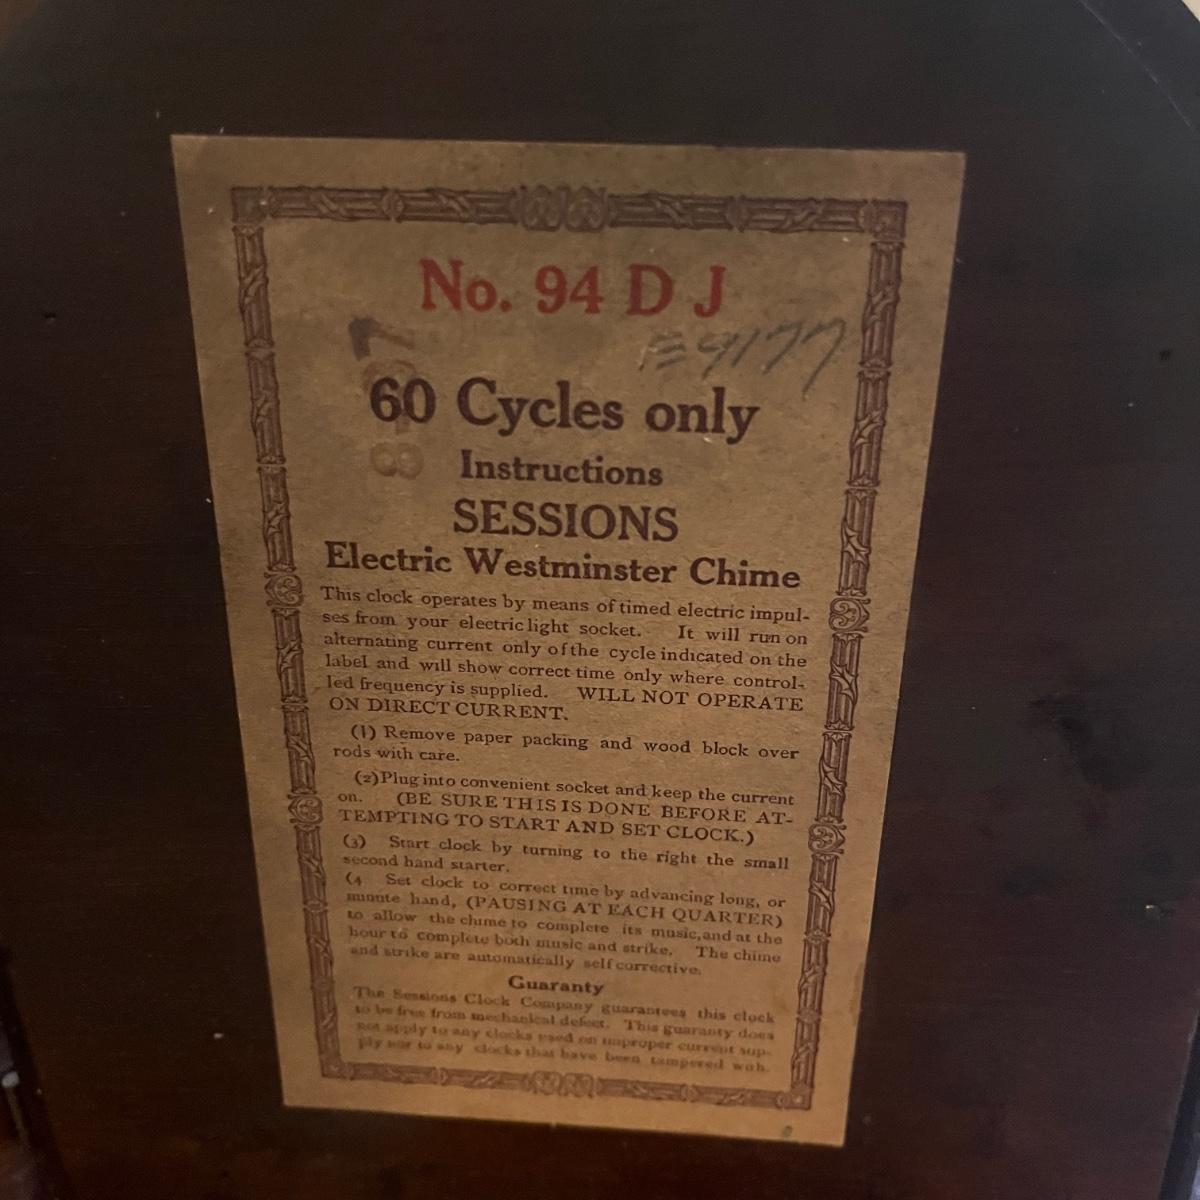 No. 94 D J
E9177
60 Cycles only
Instructions
SESSIONS
Electric Westminster Chime
This clock operates by means of timed electric impul-
ses from your electric light socket. It will run on
alternating current only of the cycle indicated on the
label and will show correct time only where control-
led frequency is supplied. WILL NOT OPERATE
ON DIRECT CURRENT.
(1) Remove paper packing and wood block over
rods with care.
(2) Plug into convenient socket and keep the current
on. (BE SURE THIS IS DONE BEFORE AT-
TEMPTING TO START AND SET CLOCK.)
(3) Start clock by turning to the right the small
second hand starter.
(4 Set clock to correct time by advancing long, or
minute hand, (PAUSING AT EACH QUARTER)
to allow the chime to complete its music, and at the
hour to complete both music and strike. The chime
and strike are automatically self corrective.
Guaranty
The Sessions Clock Company guarantees this clock
to be free from mechanical defect. This guaranty does
not apply to any clocks used on improper current sup-
ply nor to any clocks that have been tampered with.